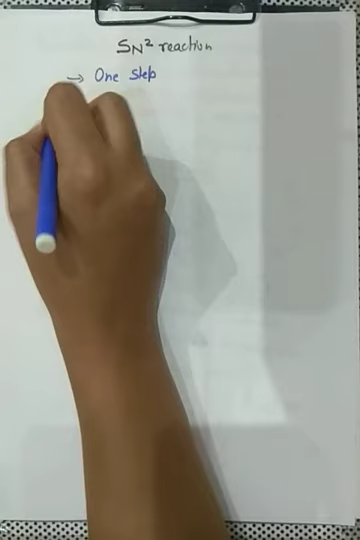 SN² reaction
→ One step